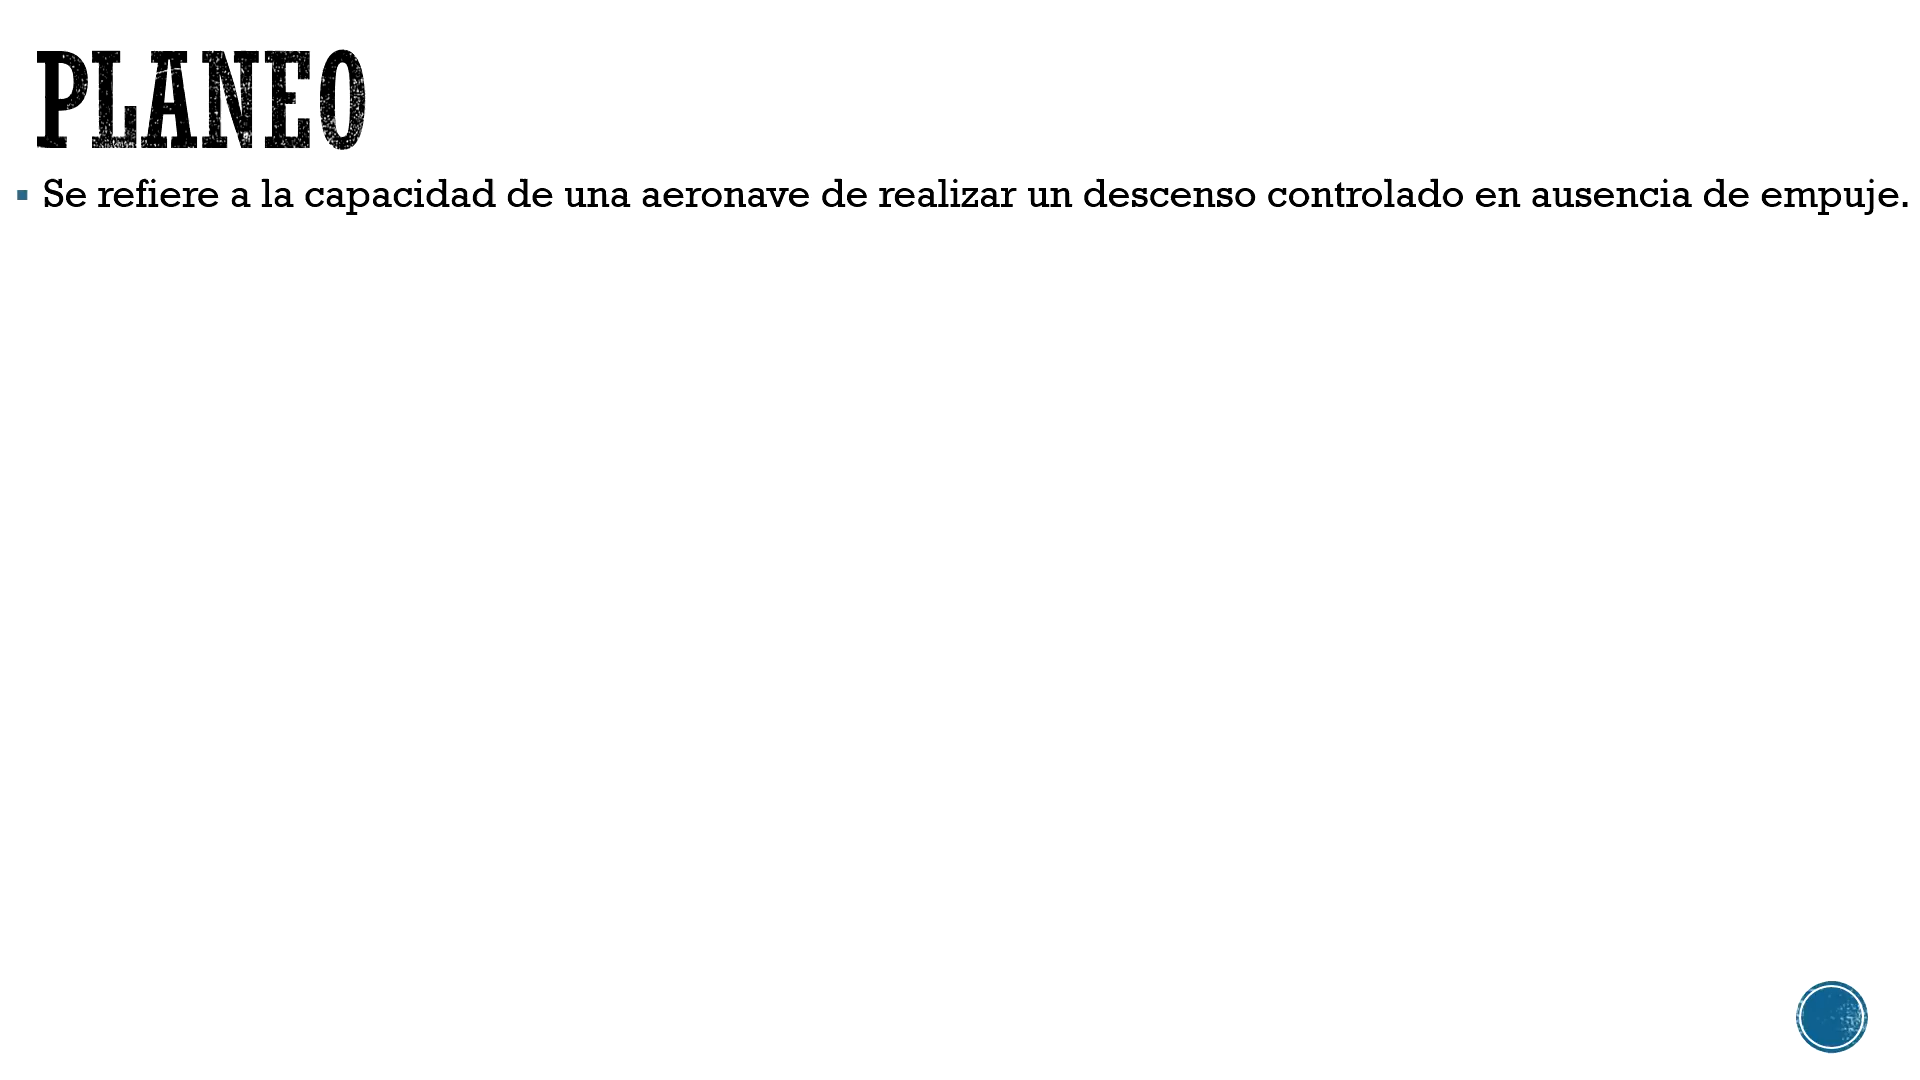 PLANEO
▪ Se refiere a la capacidad de una aeronave de realizar un descenso controlado en ausencia de empuje.